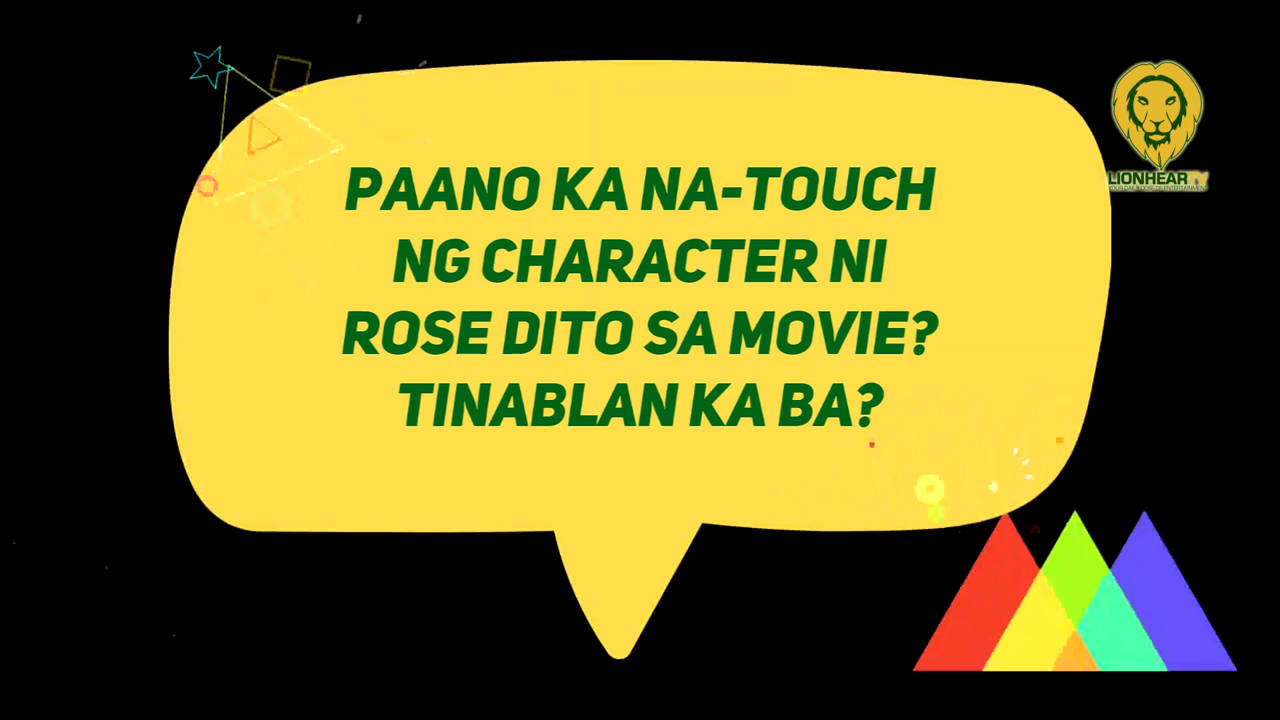 PAANO KA NA-TOUCH
NG CHARACTER NI
ROSE DITO SA MOVIE?
TINABLAN KA BA?
LIONHEARTV